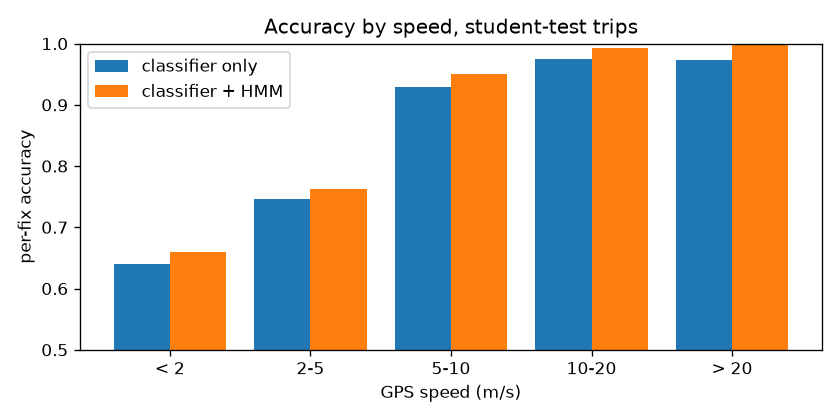 Accuracy by speed, student-test trips
classifier only
classifier + HMM
per-fix accuracy
1.0
0.9
0.8
0.7
0.6
0.5
< 2
2-5
5-10
10-20
> 20
GPS speed (m/s)